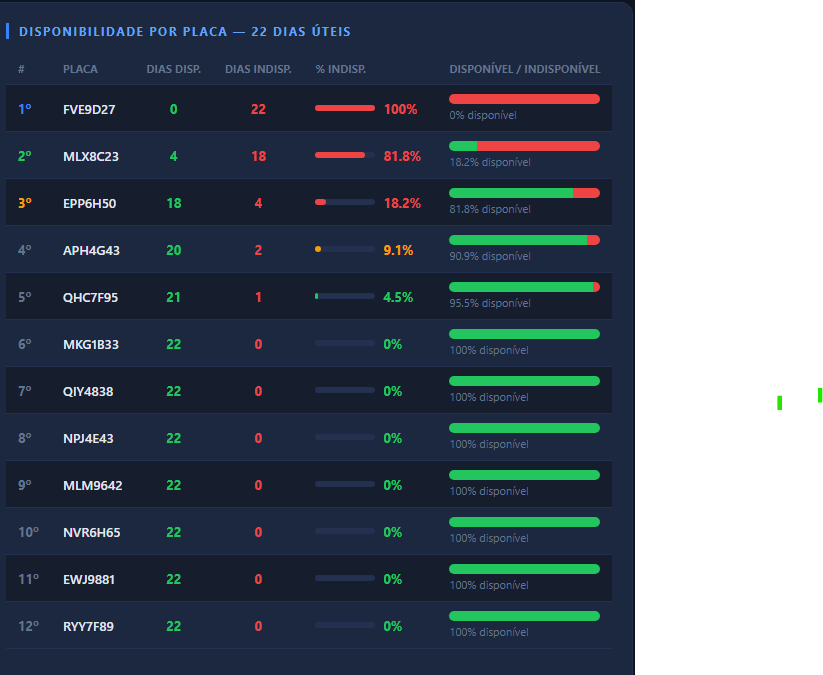 DISPONIBILIDADE POR PLACA — 22 DIAS ÚTEIS
# PLACA DIAS DISP. DIAS INDISP. % INDISP. DISPONÍVEL / INDISPONÍVEL
1º FVE9D27 0 22 100% 0% disponível
2º MLX8C23 4 18 81.8% 18.2% disponível
3º EPP6H50 18 4 18.2% 81.8% disponível
4º APH4G43 20 2 9.1% 90.9% disponível
5º QHC7F95 21 1 4.5% 95.5% disponível
6º MKG1B33 22 0 0% 100% disponível
7º QIY4838 22 0 0% 100% disponível
8º NPJ4E43 22 0 0% 100% disponível
9º MLM9642 22 0 0% 100% disponível
10º NVR6H65 22 0 0% 100% disponível
11º EWJ9881 22 0 0% 100% disponível
12º RYY7F89 22 0 0% 100% disponível